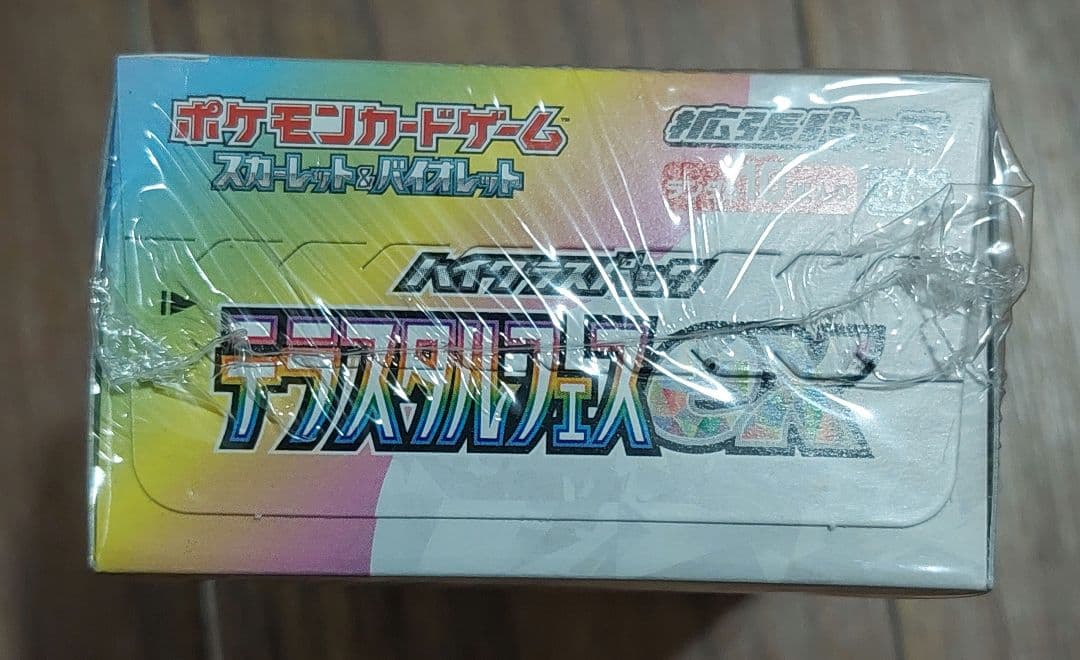 ポケモンカードゲーム™
スカーレット&バイオレット
拡張パック
ハイクラスパック
テラスタルフェスex